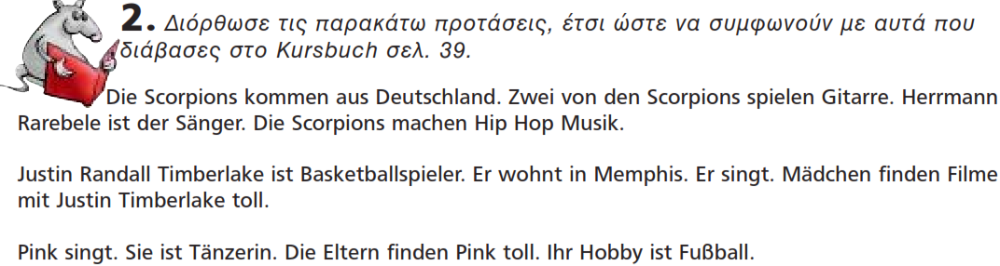 2. Διόρθωσε τις παρακάτω προτάσεις, έτσι ώστε να συμφωνούν με αυτά που
διάβασες στο Kursbuch σελ. 39.
Die Scorpions kommen aus Deutschland. Zwei von den Scorpions spielen Gitarre. Herrmann
Rarebele ist der Sänger. Die Scorpions machen Hip Hop Musik.
Justin Randall Timberlake ist Basketballspieler. Er wohnt in Memphis. Er singt. Mädchen finden Filme
mit Justin Timberlake toll.
Pink singt. Sie ist Tänzerin. Die Eltern finden Pink toll. Ihr Hobby ist Fußball.